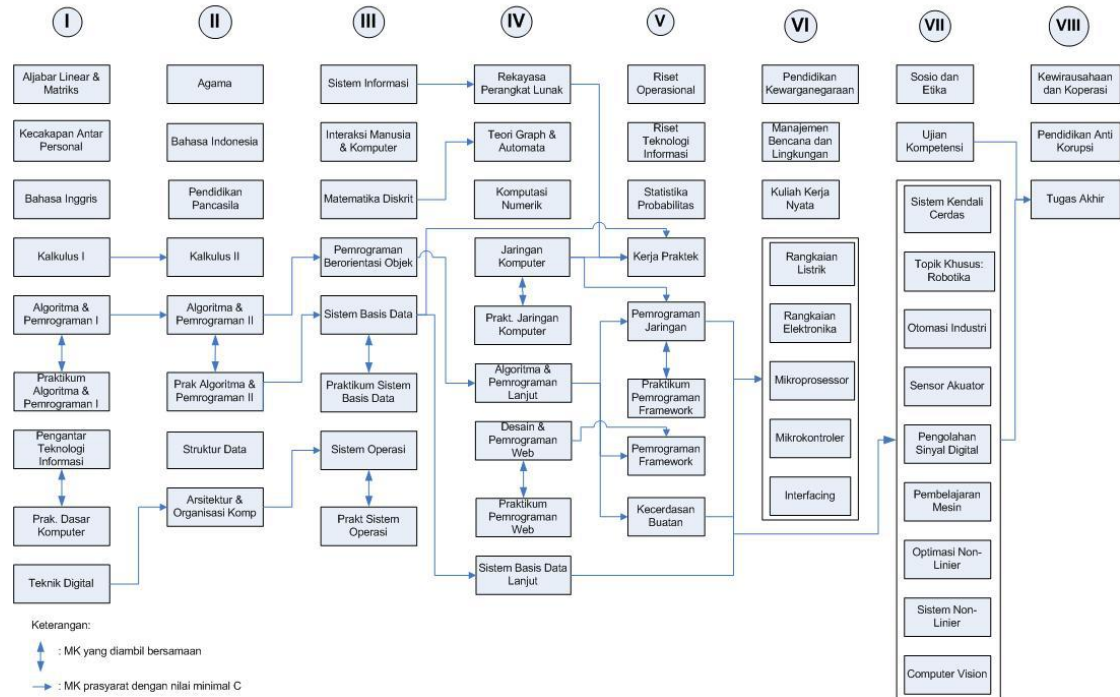 I
II
III
IV
V
VI
VII
VIII
Aljabar Linear &
Matriks
Kecakapan Antar
Personal
Bahasa Inggris
Kalkulus I
Algoritma &
Pemrograman I
Praktikum
Algoritma &
Pemrograman I
Pengantar
Teknologi
Informasi
Prak. Dasar
Komputer
Teknik Digital
Agama
Bahasa Indonesia
Pendidikan
Pancasila
Kalkulus II
Algoritma &
Pemrograman II
Prak Algoritma &
Pemrograman II
Struktur Data
Arsitektur &
Organisasi Komp
Sistem Informasi
Interaksi Manusia
& Komputer
Matematika Diskrit
Pemrograman
Berorientasi Objek
Sistem Basis Data
Praktikum Sistem
Basis Data
Sistem Operasi
Prakt Sistem
Operasi
Rekayasa
Perangkat Lunak
Teori Graph &
Automata
Komputasi
Numerik
Jaringan
Komputer
Prakt. Jaringan
Komputer
Algoritma &
Pemrograman
Lanjut
Desain &
Pemrograman
Web
Praktikum
Pemrograman
Web
Sistem Basis Data
Lanjut
Riset
Operasional
Riset
Teknologi
Informasi
Statistika
Probabilitas
Kerja Praktek
Pemrograman
Jaringan
Praktikum
Pemrograman
Framework
Pemrograman
Framework
Kecerdasan
Buatan
Pendidikan
Kewarganegaraan
Manajemen
Bencana dan
Lingkungan
Kuliah Kerja
Nyata
Rangkaian
Listrik
Rangkaian
Elektronika
Mikroprosessor
Mikrokontroler
Interfacing
Sosio dan
Etika
Ujian
Kompetensi
Sistem Kendali
Cerdas
Topik Khusus:
Robotika
Otomasi Industri
Sensor Akuator
Pengolahan
Sinyal Digital
Pembelajaran
Mesin
Optimasi Non-
Linier
Sistem Non-
Linier
Computer Vision
Kewirausahaan
dan Koperasi
Pendidikan Anti
Korupsi
Tugas Akhir
Keterangan:
: MK yang diambil bersamaan
: MK prasyarat dengan nilai minimal C